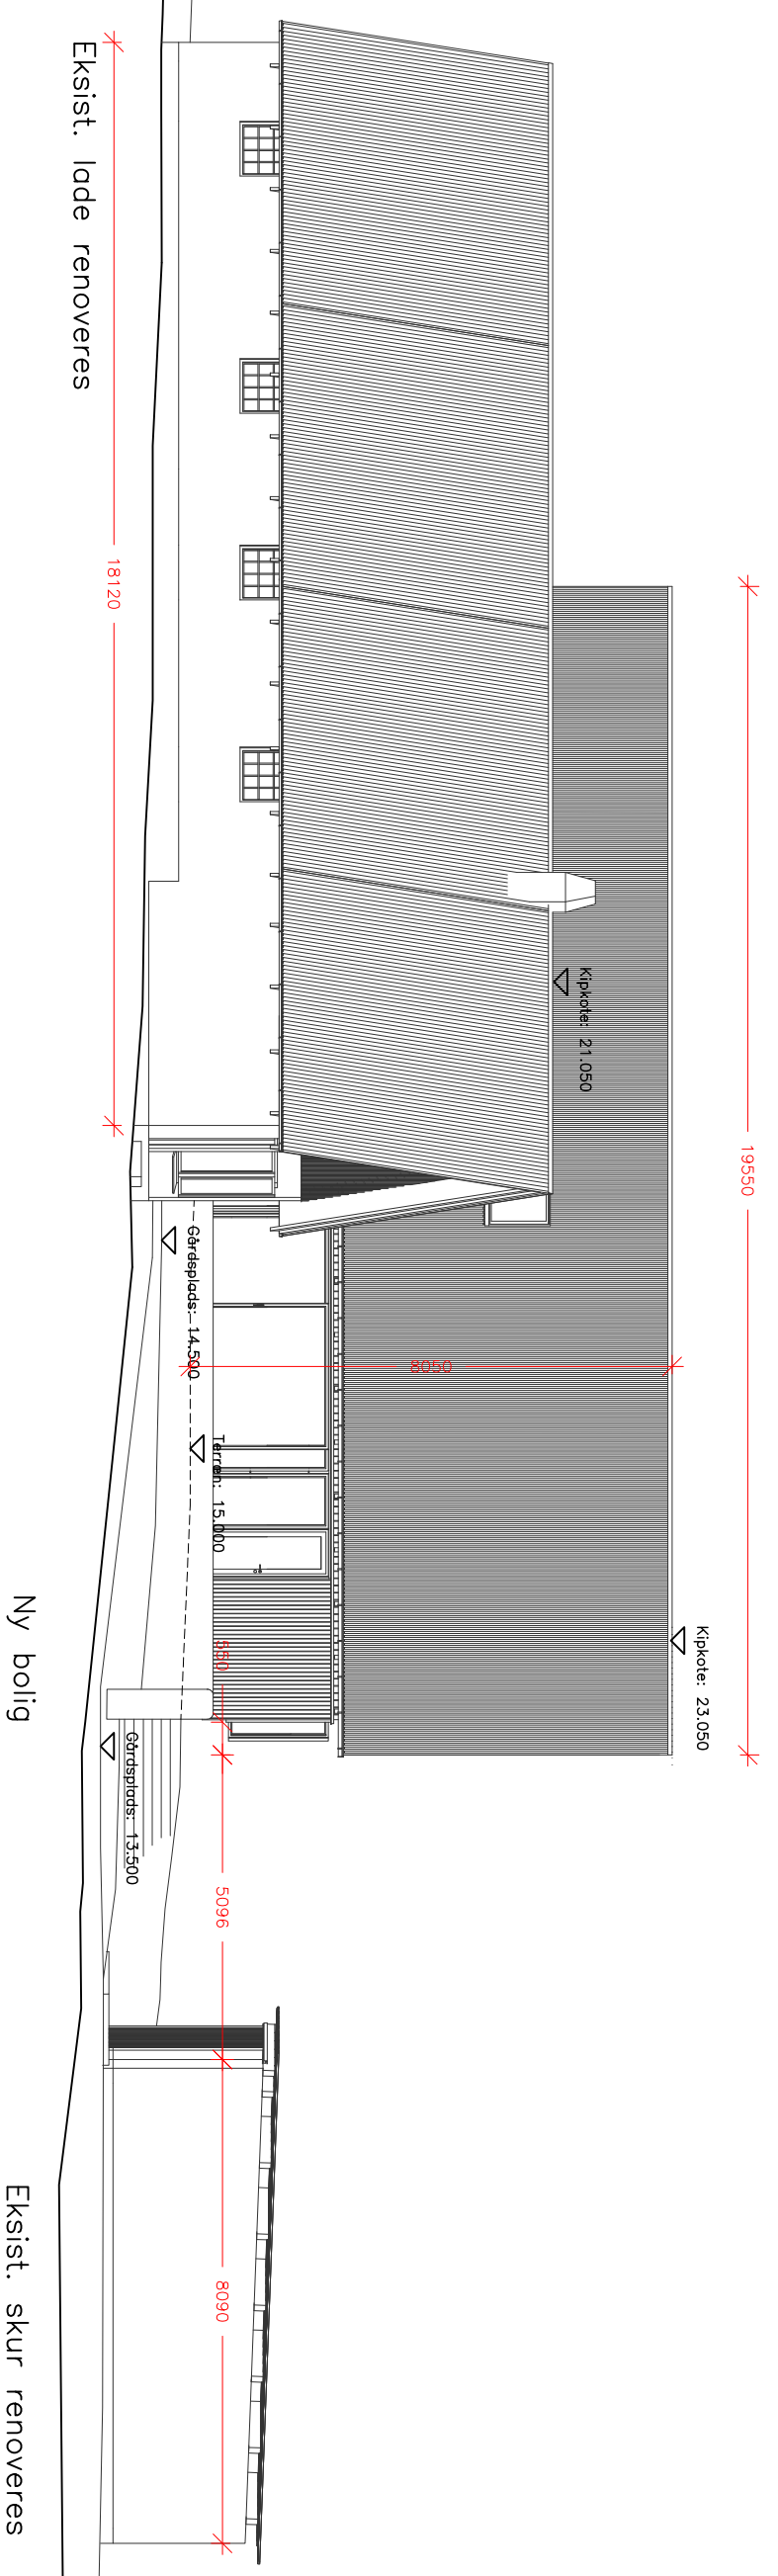 19550
Kipkote: 23.050
Kipkote: 21.050
8050
Terræn: 15.000
Gårdsplads: 14.500
550
5096
8090
Gårdsplads: 13.500
18120
Eksist. lade renoveres
Ny bolig
Eksist. skur renoveres